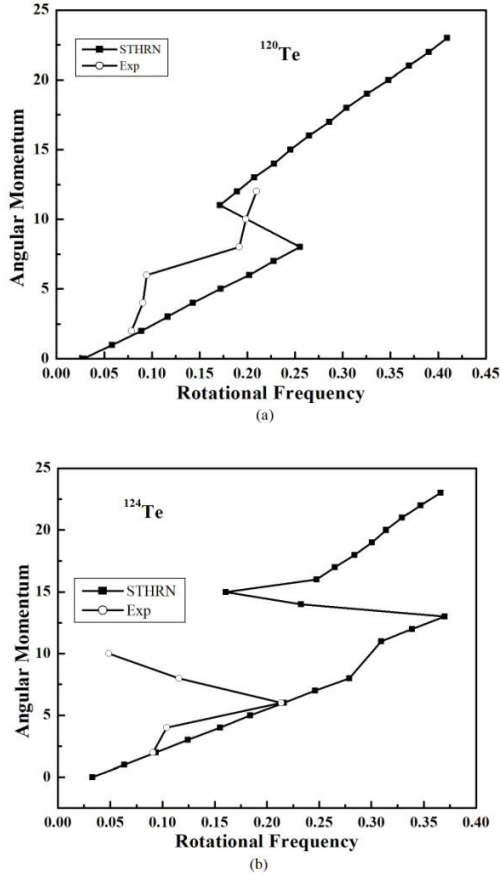 25
20
15
10
5
0
Angular Momentum
STHRN
Exp
¹²⁰Te
0.00 0.05 0.10 0.15 0.20 0.25 0.30 0.35 0.40 0.45
Rotational Frequency
(a)
25
20
15
10
5
0
Angular Momentum
¹²⁴Te
STHRN
Exp
0.00 0.05 0.10 0.15 0.20 0.25 0.30 0.35 0.40
Rotational Frequency
(b)